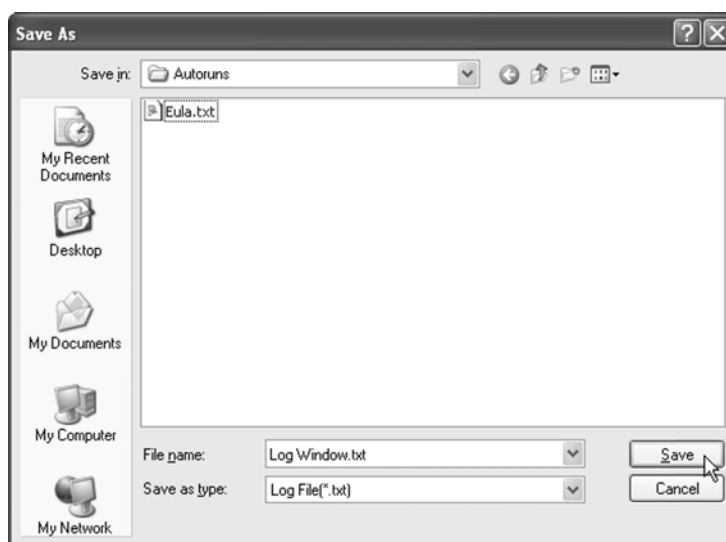 Save As
Save in: Autoruns
Eula.txt
My Recent
Documents
Desktop
My Documents
My Computer
My Network
File name: Log Window.txt Save
Save as type: Log File(*.txt) Cancel